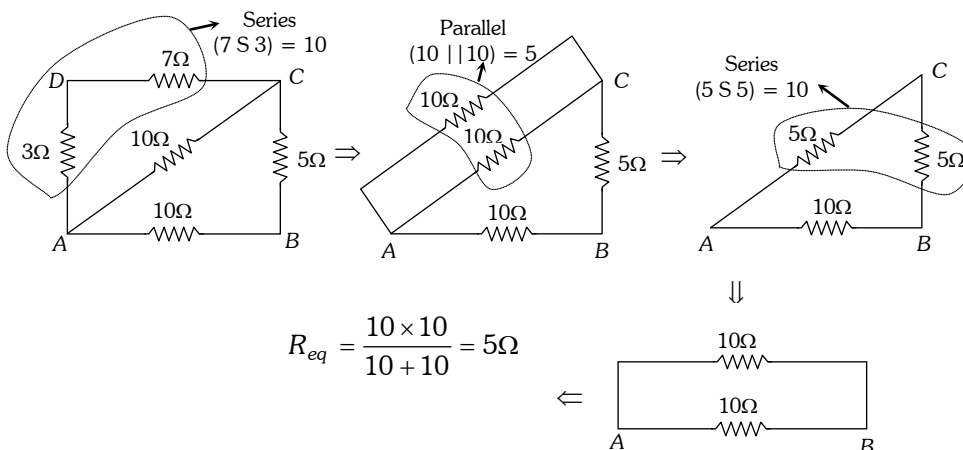 Series
(7 S 3) = 10
7Ω
D
C
3Ω
10Ω
5Ω
10Ω
A
B
⇒
Parallel
(10 ||10) = 5
10Ω
10Ω
C
5Ω
10Ω
A
B
⇒
Series
(5 S 5) = 10
C
5Ω
5Ω
10Ω
A
B
⇓
10Ω
10Ω
A
B
⇐
R_eq = \frac{10 × 10}{10 + 10} = 5Ω